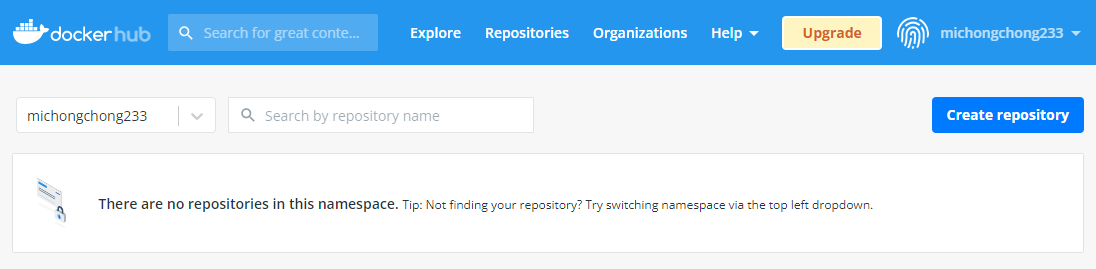 dockerhub Search for great conte... Explore Repositories Organizations Help Upgrade michongchong233
michongchong233 Search by repository name Create repository
There are no repositories in this namespace. Tip: Not finding your repository? Try switching namespace via the top left dropdown.